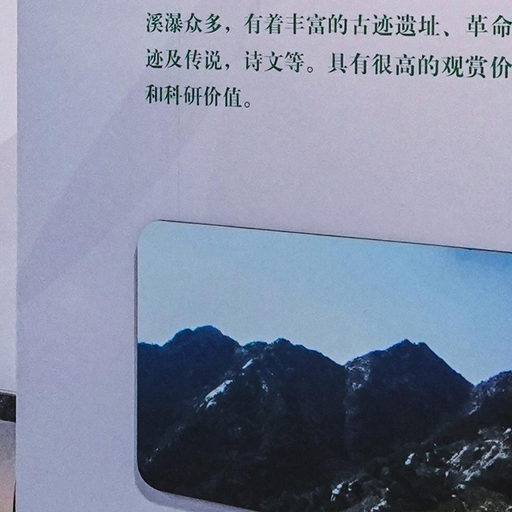 溪瀑众多，有着丰富的古迹遗址、革命
迹及传说，诗文等。具有很高的观赏价
和科研价值。